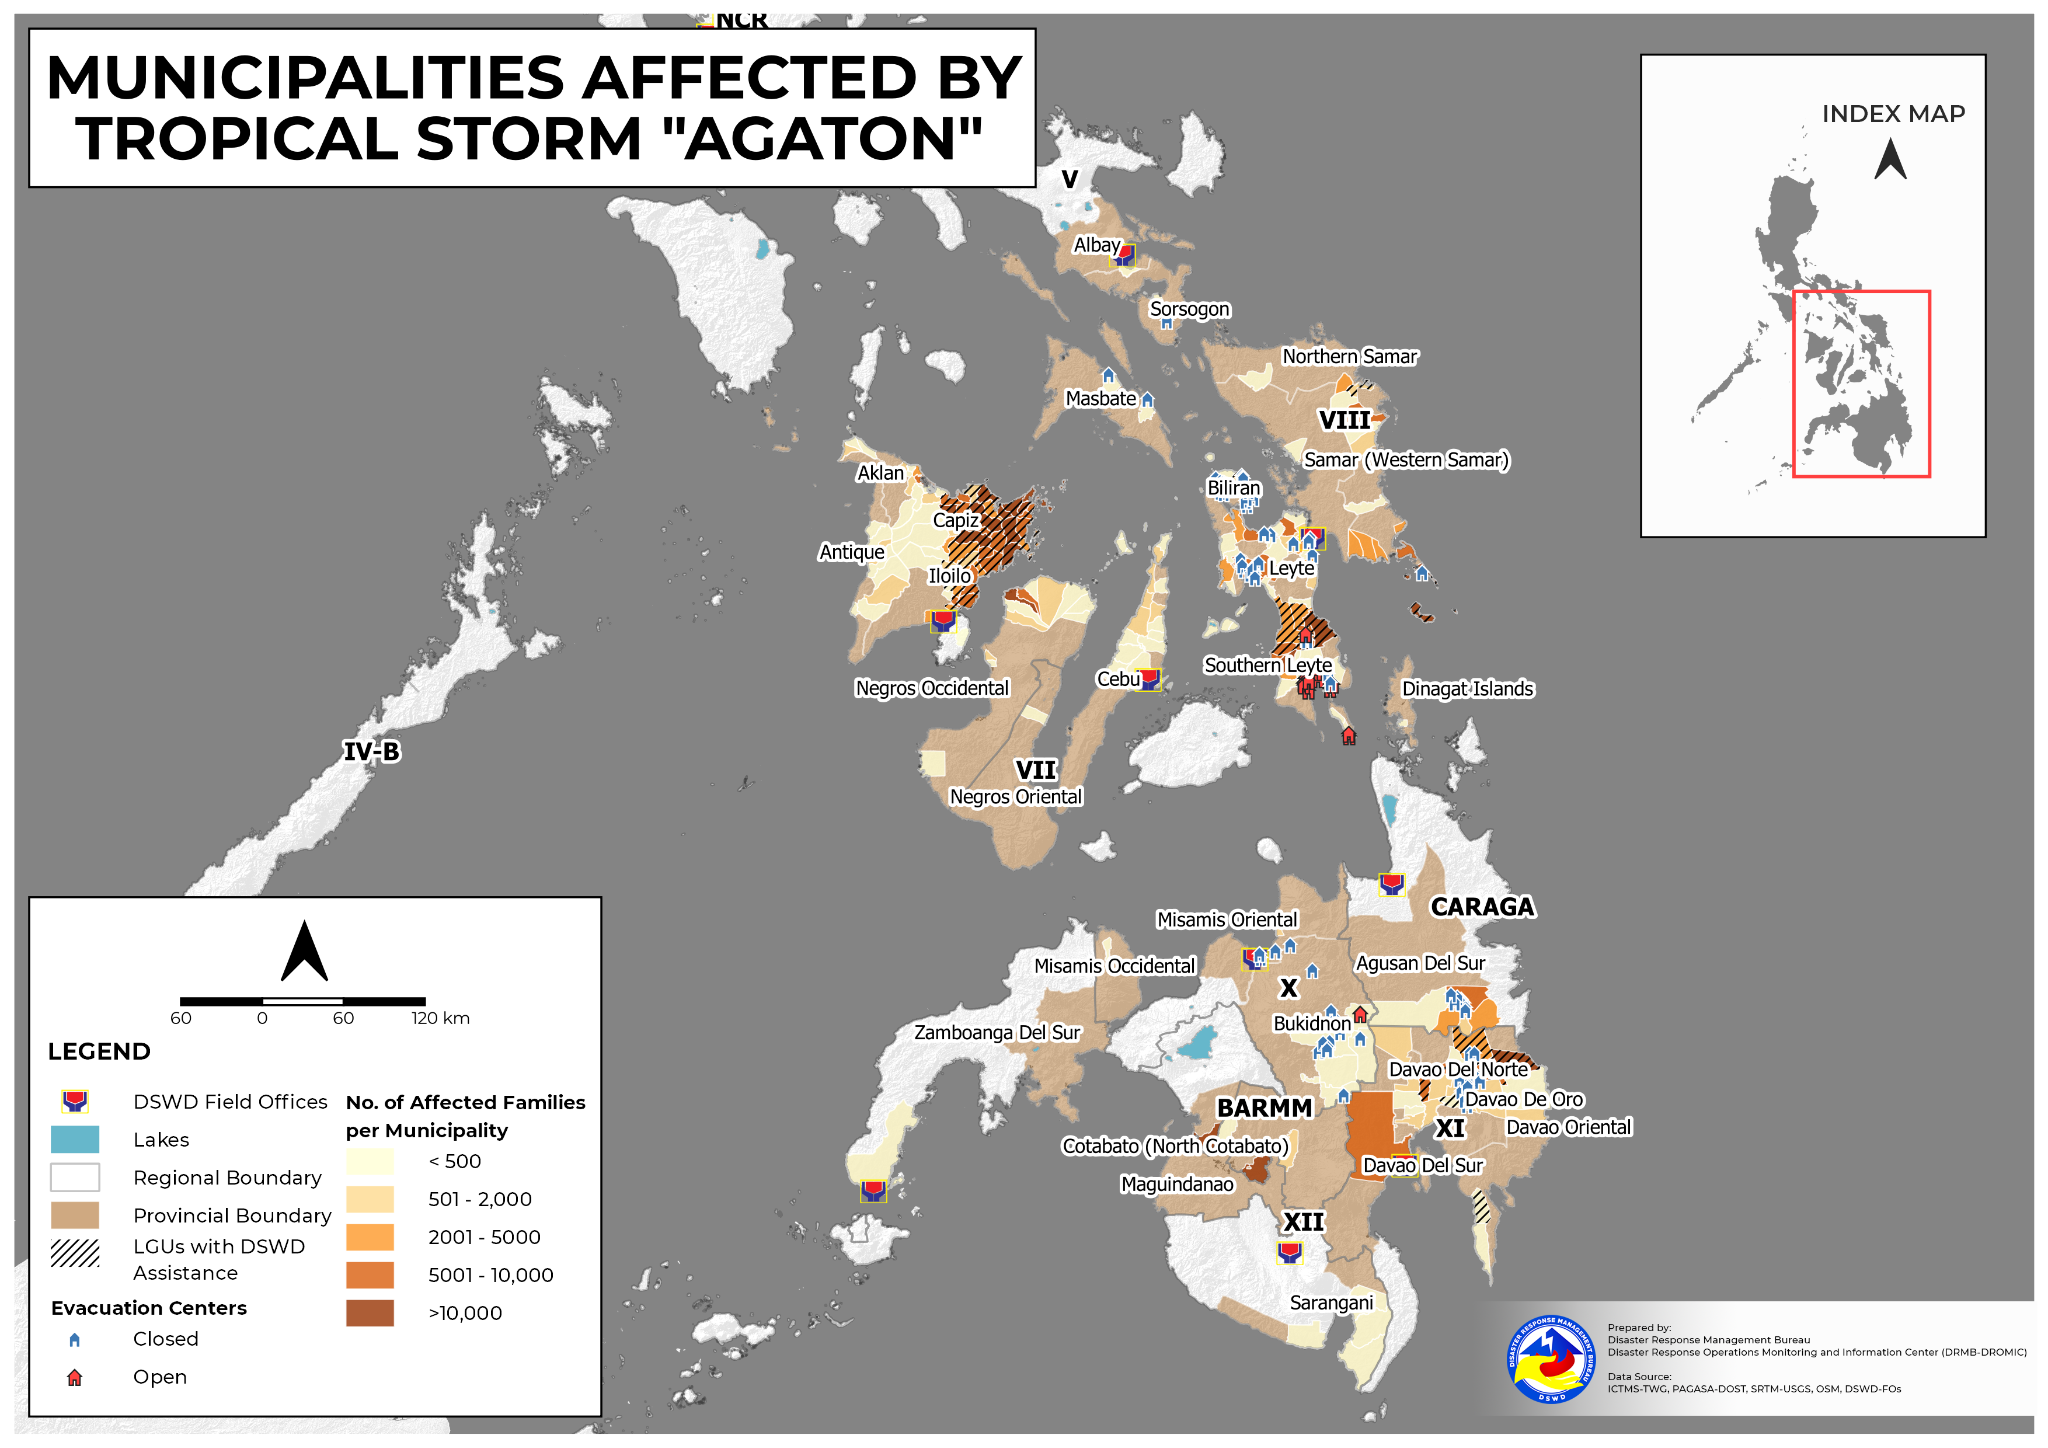 NCR
MUNICIPALITIES AFFECTED BY
TROPICAL STORM "AGATON"
INDEX MAP
V
Albay
Sorsogon
Northern Samar
Masbate
VIII
Samar (Western Samar)
Aklan
Biliran
Capiz
Antique
Iloilo
Leyte
Southern Leyte
Cebu
Negros Occidental
Dinagat Islands
IV-B
VII
Negros Oriental
CARAGA
Misamis Oriental
Misamis Occidental
Agusan Del Sur
X
Bukidnon
Zamboanga Del Sur
Davao Del Norte
Davao De Oro
BARMM
XI
Davao Oriental
Cotabato (North Cotabato)
Davao Del Sur
Maguindanao
XII
Sarangani
60 0 60 120 km
LEGEND
DSWD Field Offices
Lakes
Regional Boundary
Provincial Boundary
LGUs with DSWD
Assistance
Evacuation Centers
Closed
Open
No. of Affected Families
per Municipality
< 500
501 - 2,000
2001 - 5000
5001 - 10,000
>10,000
DISASTER RESPONSE MANAGEMENT BUREAU
DSWD
Prepared by:
Disaster Response Management Bureau
Disaster Response Operations Monitoring and Information Center (DRMB-DROMIC)
Data Source:
ICTMS-TWG, PAGASA-DOST, SRTM-USGS, OSM, DSWD-FOs